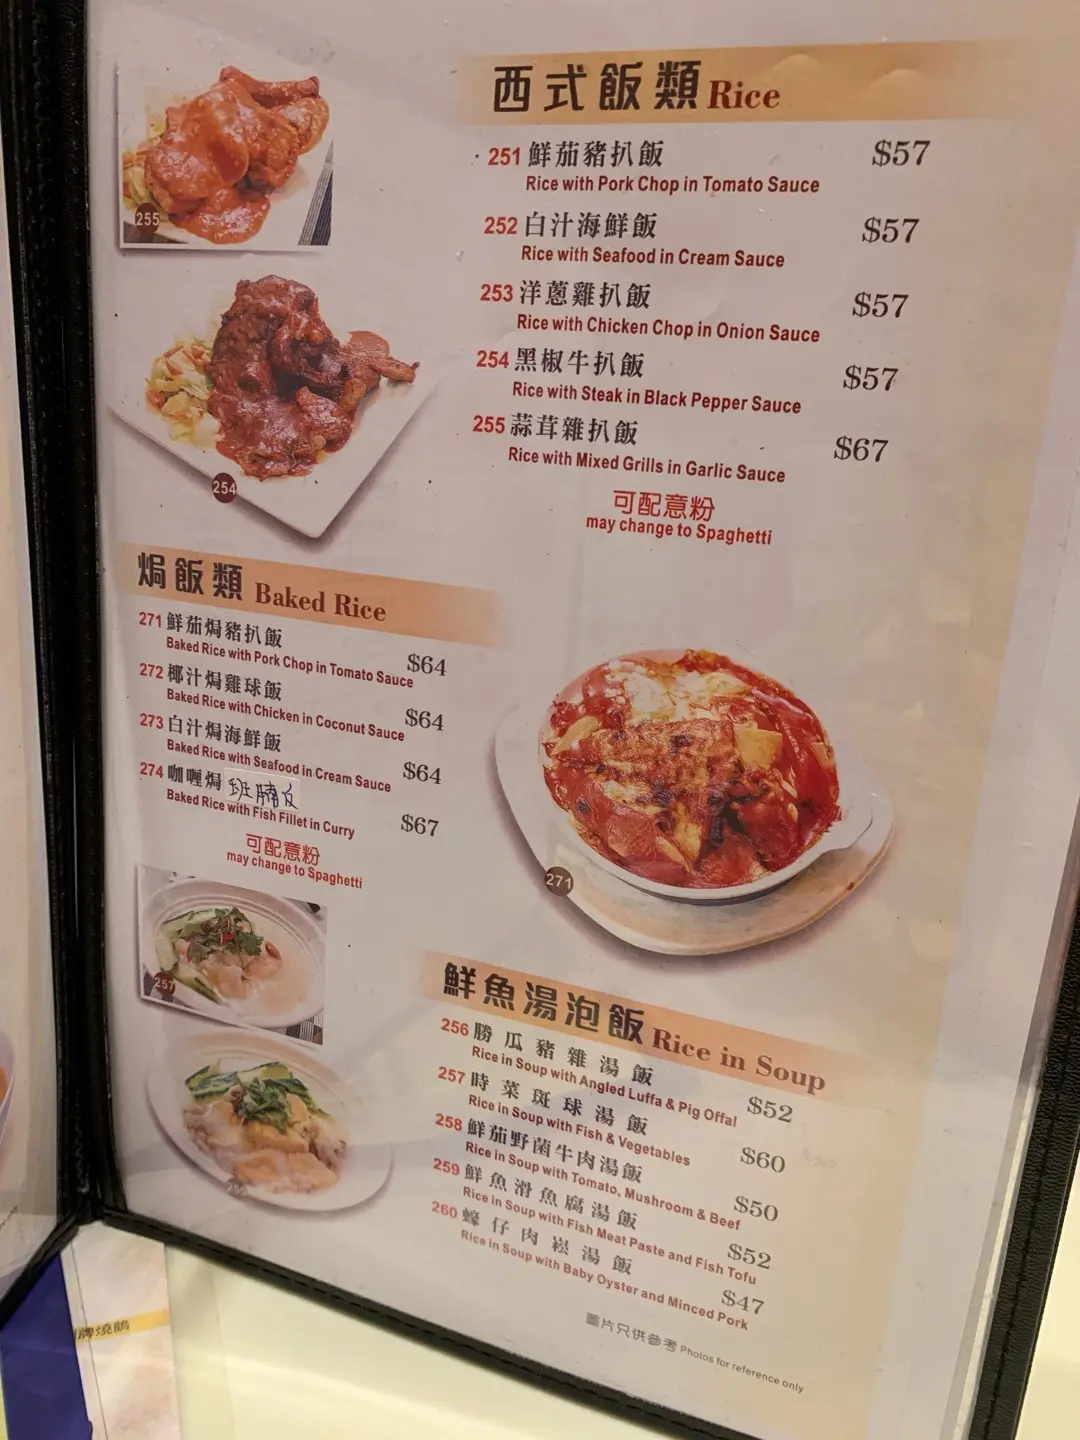 西式飯類 Rice
251 鮮茄豬扒飯 $57
Rice with Pork Chop in Tomato Sauce
252 白汁海鮮飯 $57
Rice with Seafood in Cream Sauce
253 洋蔥雞扒飯 $57
Rice with Chicken Chop in Onion Sauce
254 黑椒牛扒飯 $57
Rice with Steak in Black Pepper Sauce
255 蒜茸雜扒飯 $67
Rice with Mixed Grills in Garlic Sauce
可配意粉
may change to Spaghetti
255
254
焗飯類 Baked Rice
271 鮮茄焗豬扒飯 $64
Baked Rice with Pork Chop in Tomato Sauce
272 椰汁焗雞球飯 $64
Baked Rice with Chicken in Coconut Sauce
273 白汁焗海鮮飯 $64
Baked Rice with Seafood in Cream Sauce
274 咖喱焗班腩反 $67
Baked Rice with Fish Fillet in Curry
可配意粉
may change to Spaghetti
271
257
鮮魚湯泡飯 Rice in Soup
256 勝瓜豬雜湯飯 $52
Rice in Soup with Angled Luffa & Pig Offal
257 時菜斑球湯飯 $60
Rice in Soup with Fish & Vegetables
258 鮮茄野菌牛肉湯飯 $50
Rice in Soup with Tomato, Mushroom & Beef
259 鮮魚滑魚腐湯飯 $52
Rice in Soup with Fish Meat Paste and Fish Tofu
260 蠔仔肉崧湯飯 $47
Rice in Soup with Baby Oyster and Minced Pork
圖片只供參考 Photos for reference only
牌燒鵝